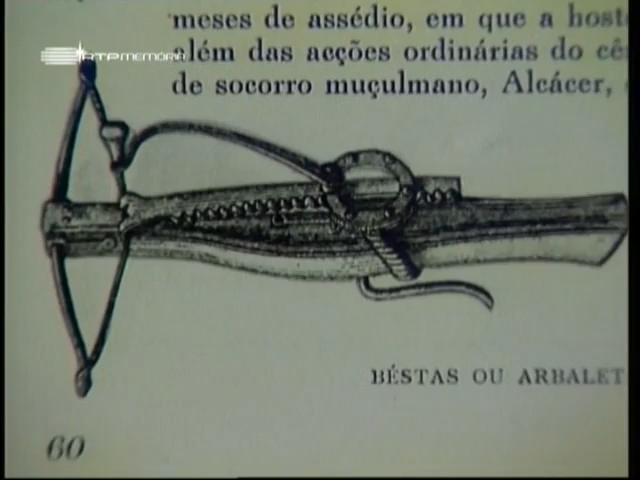 meses de assédio, em que a host
RTP MEMÓRIA
além das acções ordinárias do cê
de socorro muçulmano, Alcácer,
BÉSTAS OU ARBALET
60